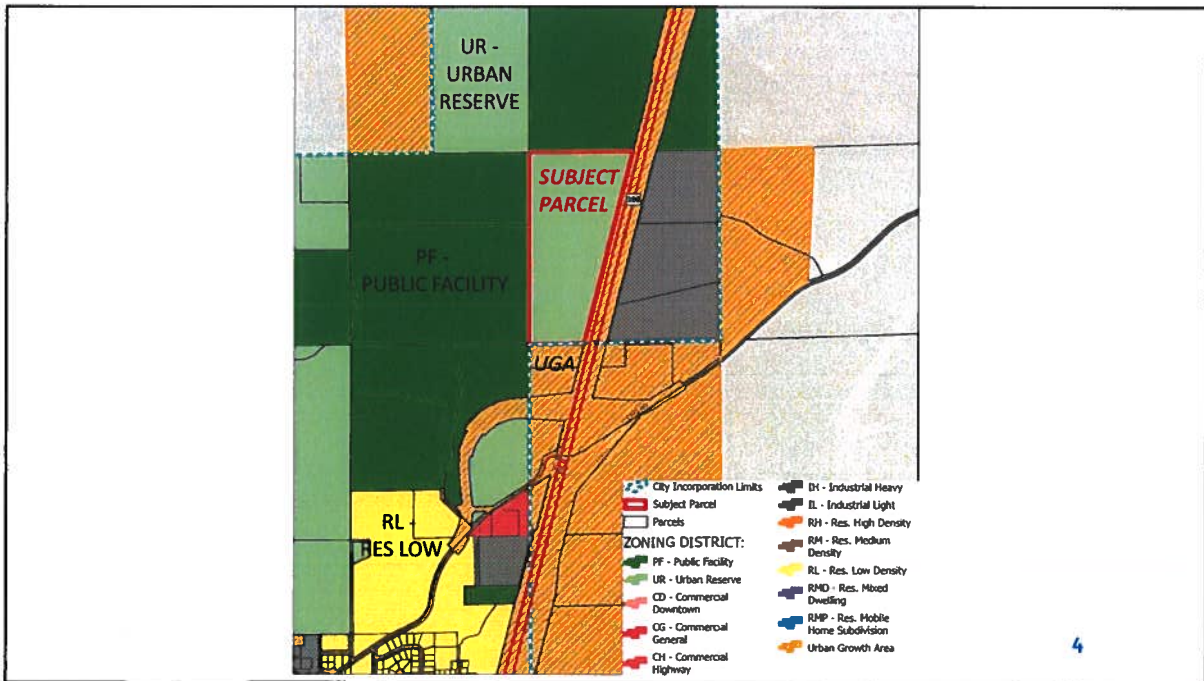 UR -
URBAN
RESERVE
SUBJECT
PARCEL
PF -
PUBLIC FACILITY
UGA
RL -
RES LOW
City Incorporation Limits
Subject Parcel
Parcels
ZONING DISTRICT:
PF - Public Facility
UR - Urban Reserve
CD - Commercial
Downtown
CG - Commercial
General
CH - Commercial
Highway
IH - Industrial Heavy
IL - Industrial Light
RH - Res. High Density
RM - Res. Medium
Density
RL - Res. Low Density
RMD - Res. Mixed
Dwelling
RMP - Res. Mobile
Home Subdivision
Urban Growth Area
4